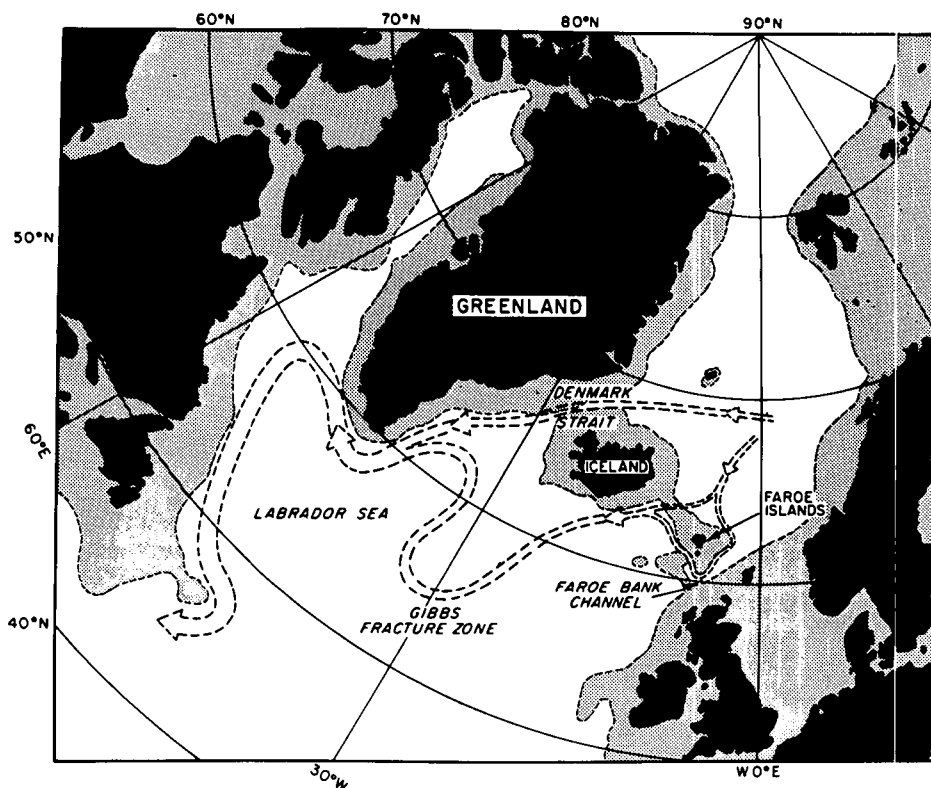 60°N
70°N
80°N
90°N
50°N
GREENLAND
DENMARK
STRAIT
60°E
ICELAND
FAROE
ISLANDS
LABRADOR SEA
FAROE BANK
CHANNEL
GIBBS
FRACTURE ZONE
40°N
30°W
W0°E